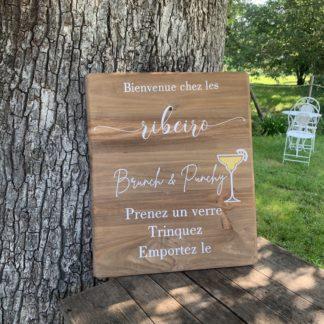 Bienvenue chez les
ribeiro
Brunch & Punchy
Prenez un verre
Trinquez
Emportez le